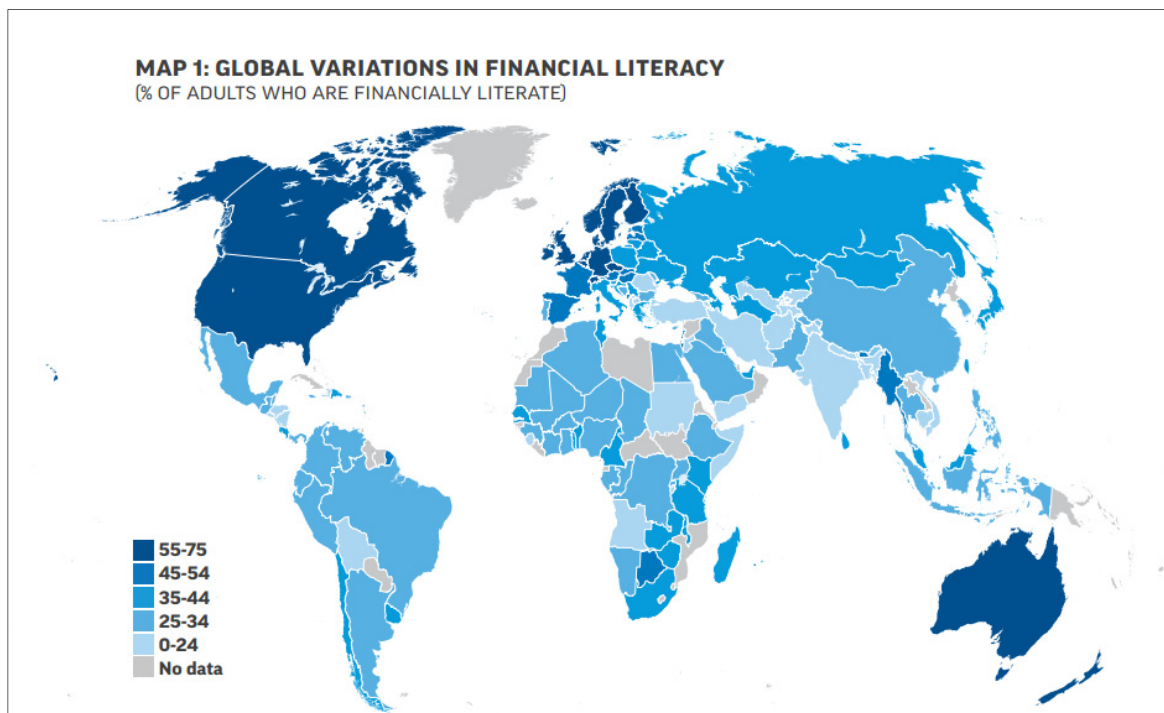 MAP 1: GLOBAL VARIATIONS IN FINANCIAL LITERACY
(% OF ADULTS WHO ARE FINANCIALLY LITERATE)
55-75
45-54
35-44
25-34
0-24
No data